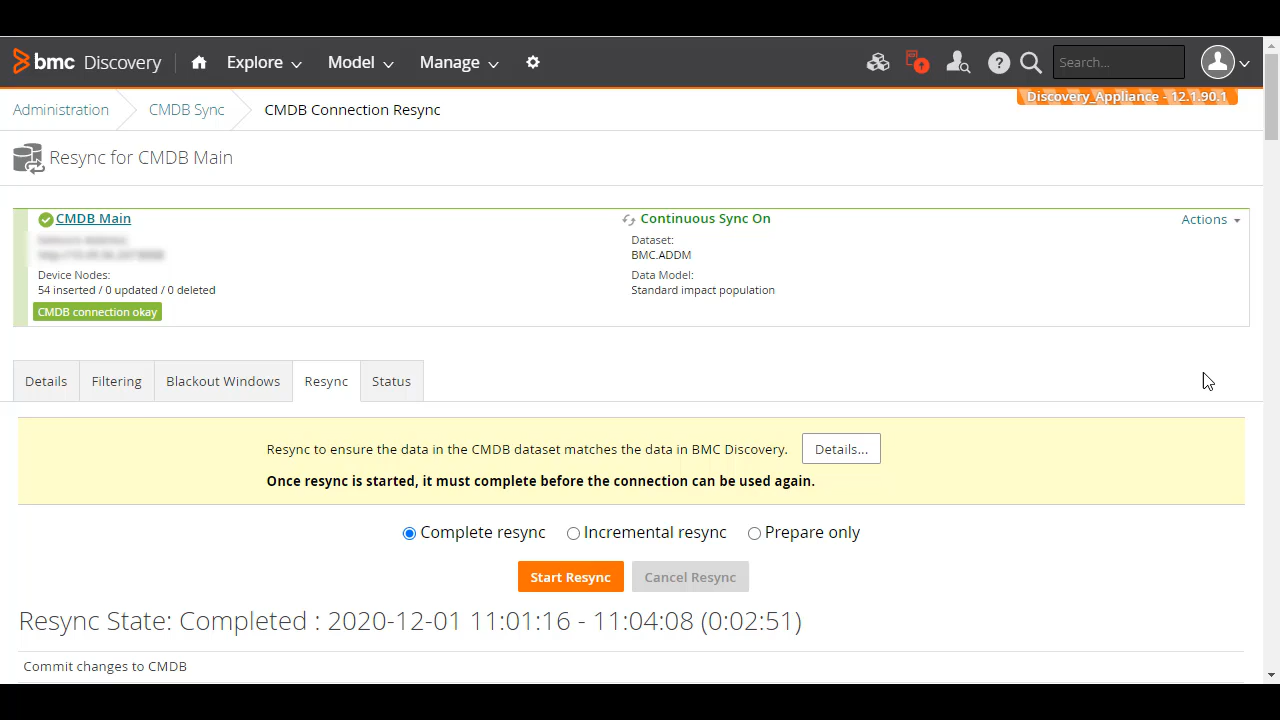 bmc Discovery Explore Model Manage Search...
Discovery_Appliance - 12.1.90.1
Administration CMDB Sync CMDB Connection Resync
Resync for CMDB Main
CMDB Main Continuous Sync On Actions
Dataset:
BMC.ADDM
Device Nodes: Data Model:
54 inserted / 0 updated / 0 deleted Standard impact population
CMDB connection okay
Details Filtering Blackout Windows Resync Status
Resync to ensure the data in the CMDB dataset matches the data in BMC Discovery. Details...
Once resync is started, it must complete before the connection can be used again.
Complete resync Incremental resync Prepare only
Start Resync Cancel Resync
Resync State: Completed : 2020-12-01 11:01:16 - 11:04:08 (0:02:51)
Commit changes to CMDB